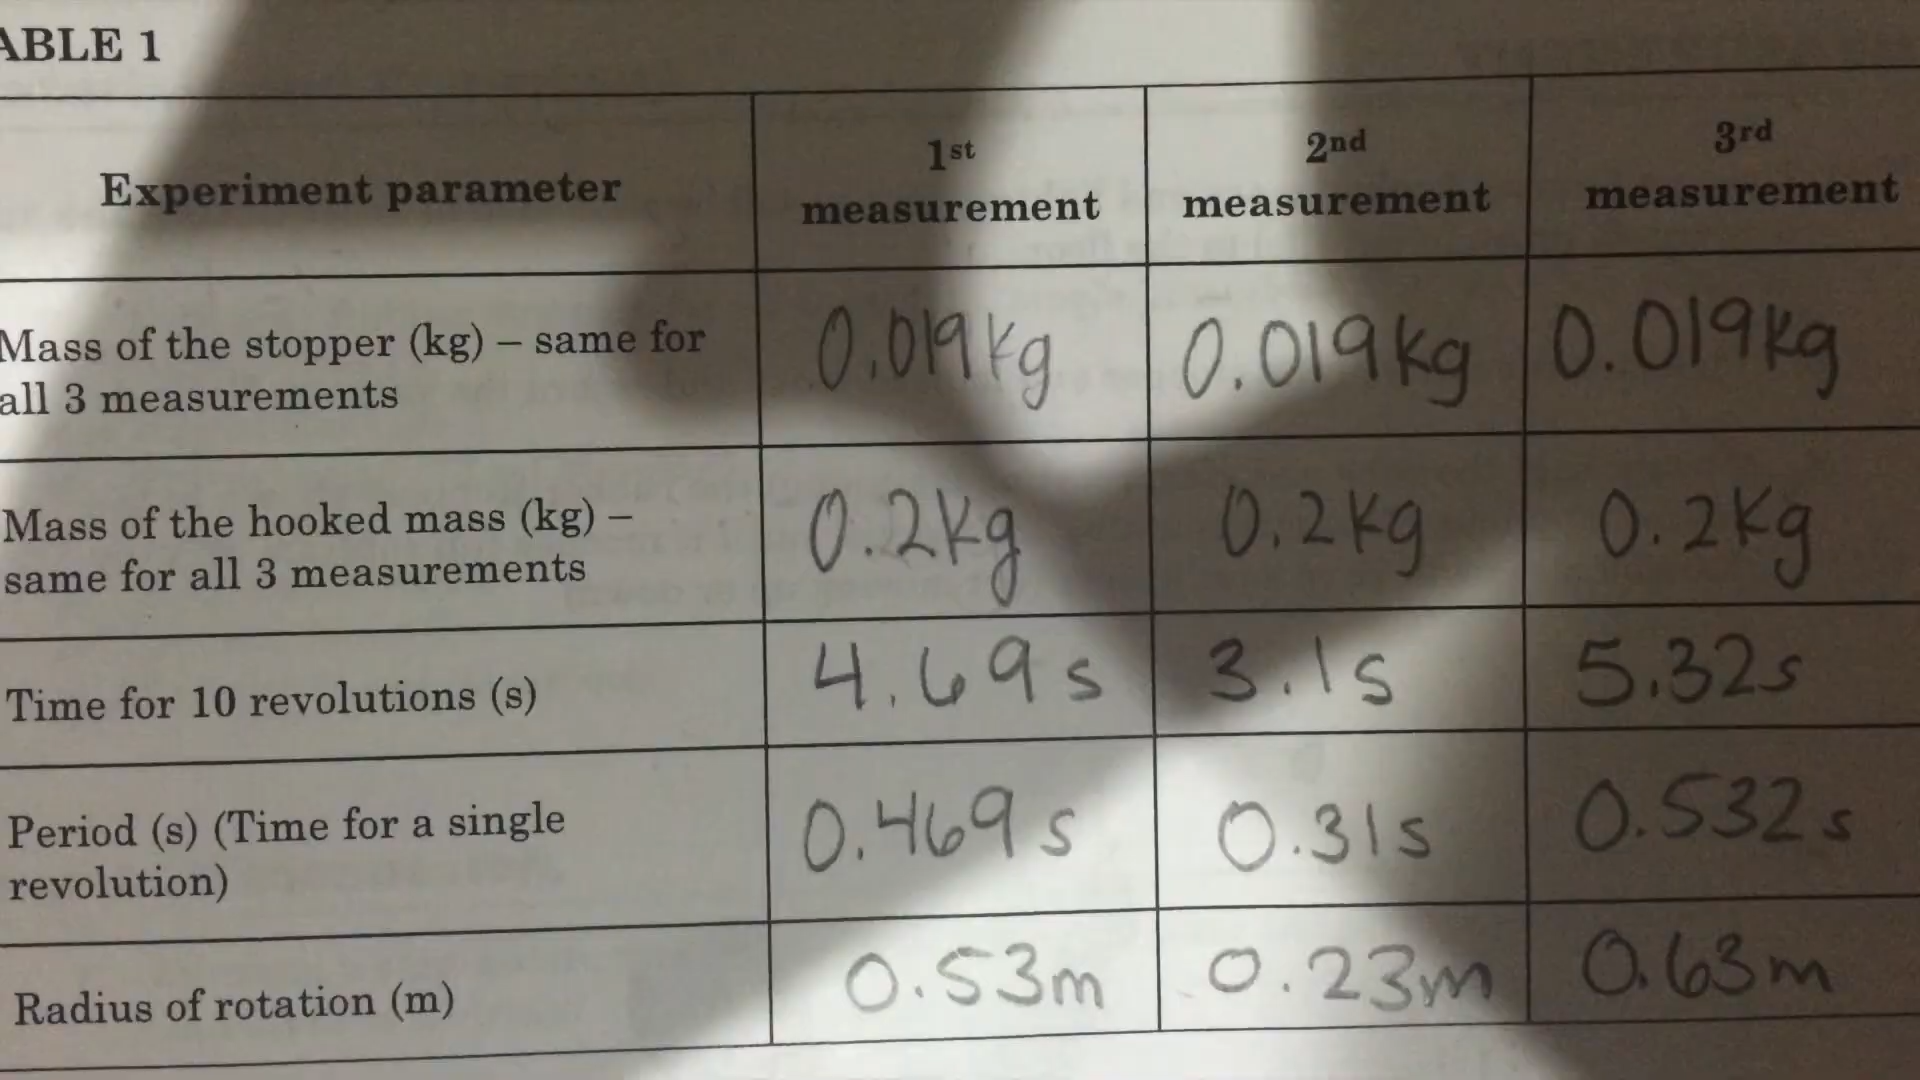 ABLE 1
Experiment parameter
1st measurement
2nd measurement
3rd measurement
Mass of the stopper (kg) – same for
all 3 measurements
0.019kg
0.019kg
0.019kg
Mass of the hooked mass (kg) –
same for all 3 measurements
0.2kg
0.2kg
0.2kg
Time for 10 revolutions (s)
4.69s
3.1s
5.32s
Period (s) (Time for a single
revolution)
0.469s
0.31s
0.532s
Radius of rotation (m)
0.53m
0.23m
0.63m